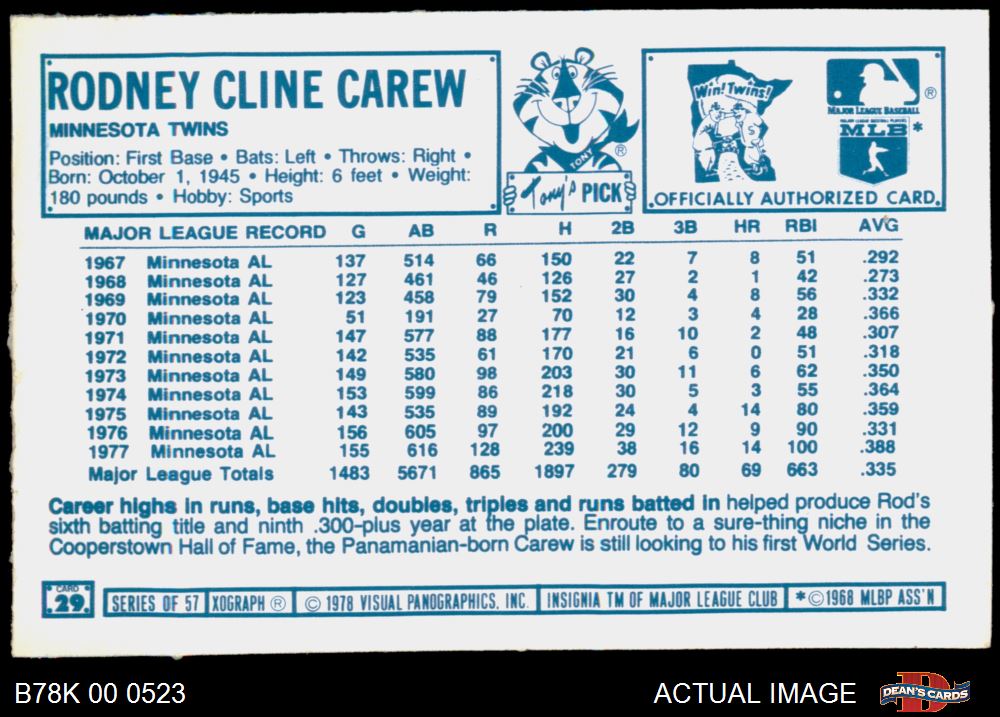 RODNEY CLINE CAREW
MINNESOTA TWINS
Position: First Base • Bats: Left • Throws: Right •
Born: October 1, 1945 • Height: 6 feet • Weight:
180 pounds • Hobby: Sports
TONY ®
Tony's PICK
Win! Twins!
MAJOR LEAGUE BASEBALL ®
MLB *
OFFICIALLY AUTHORIZED CARD.
MAJOR LEAGUE RECORD G AB R H 2B 3B HR RBI AVG
1967 Minnesota AL 137 514 66 150 22 7 8 51 .292
1968 Minnesota AL 127 461 46 126 27 2 1 42 .273
1969 Minnesota AL 123 458 79 152 30 4 8 56 .332
1970 Minnesota AL 51 191 27 70 12 3 4 28 .366
1971 Minnesota AL 147 577 88 177 16 10 2 48 .307
1972 Minnesota AL 142 535 61 170 21 6 0 51 .318
1973 Minnesota AL 149 580 98 203 30 11 6 62 .350
1974 Minnesota AL 153 599 86 218 30 5 3 55 .364
1975 Minnesota AL 143 535 89 192 24 4 14 80 .359
1976 Minnesota AL 156 605 97 200 29 12 9 90 .331
1977 Minnesota AL 155 616 128 239 38 16 14 100 .388
Major League Totals 1483 5671 865 1897 279 80 69 663 .335
Career highs in runs, base hits, doubles, triples and runs batted in helped produce Rod's
sixth batting title and ninth .300-plus year at the plate. Enroute to a sure-thing niche in the
Cooperstown Hall of Fame, the Panamanian-born Carew is still looking to his first World Series.
CARD
29
SERIES OF 57 XOGRAPH ® © 1978 VISUAL PANOGRAPHICS, INC. INSIGNIA TM OF MAJOR LEAGUE CLUB *©1968 MLBP ASS'N
B78K 00 0523 ACTUAL IMAGE DEAN'S CARDS